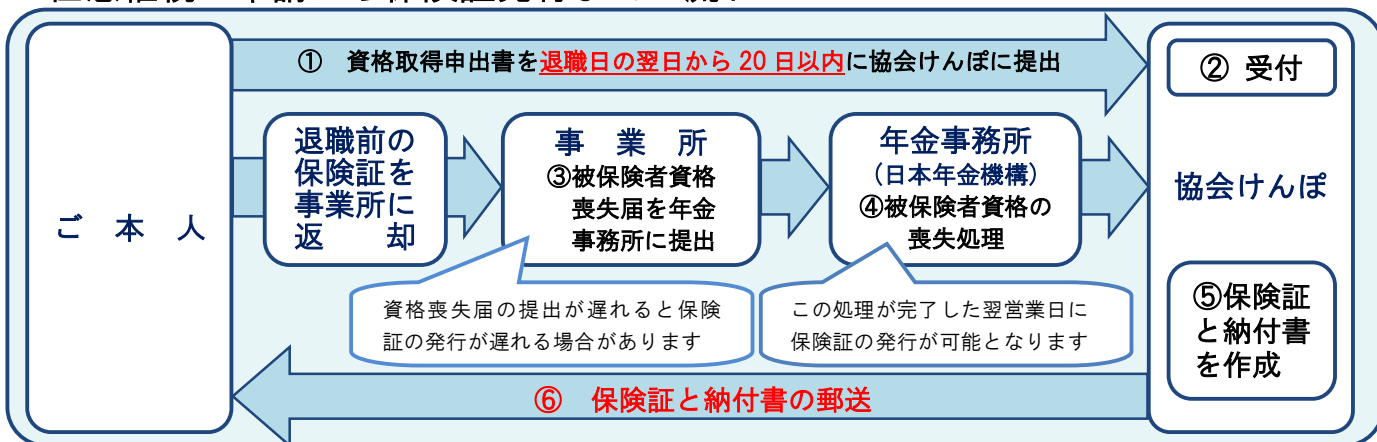 ① 資格取得申出書を退職日の翌日から20日以内に協会けんぽに提出
② 受付
ご 本 人
退職前の
保険証を
事業所に
返 却
事 業 所
③被保険者資格
喪失届を年金
事務所に提出
年金事務所
(日本年金機構)
④被保険者資格の
喪失処理
協会けんぽ
資格喪失届の提出が遅れると保険
証の発行が遅れる場合があります
この処理が完了した翌営業日に
保険証の発行が可能となります
⑤保険証
と納付書
を作成
⑥ 保険証と納付書の郵送